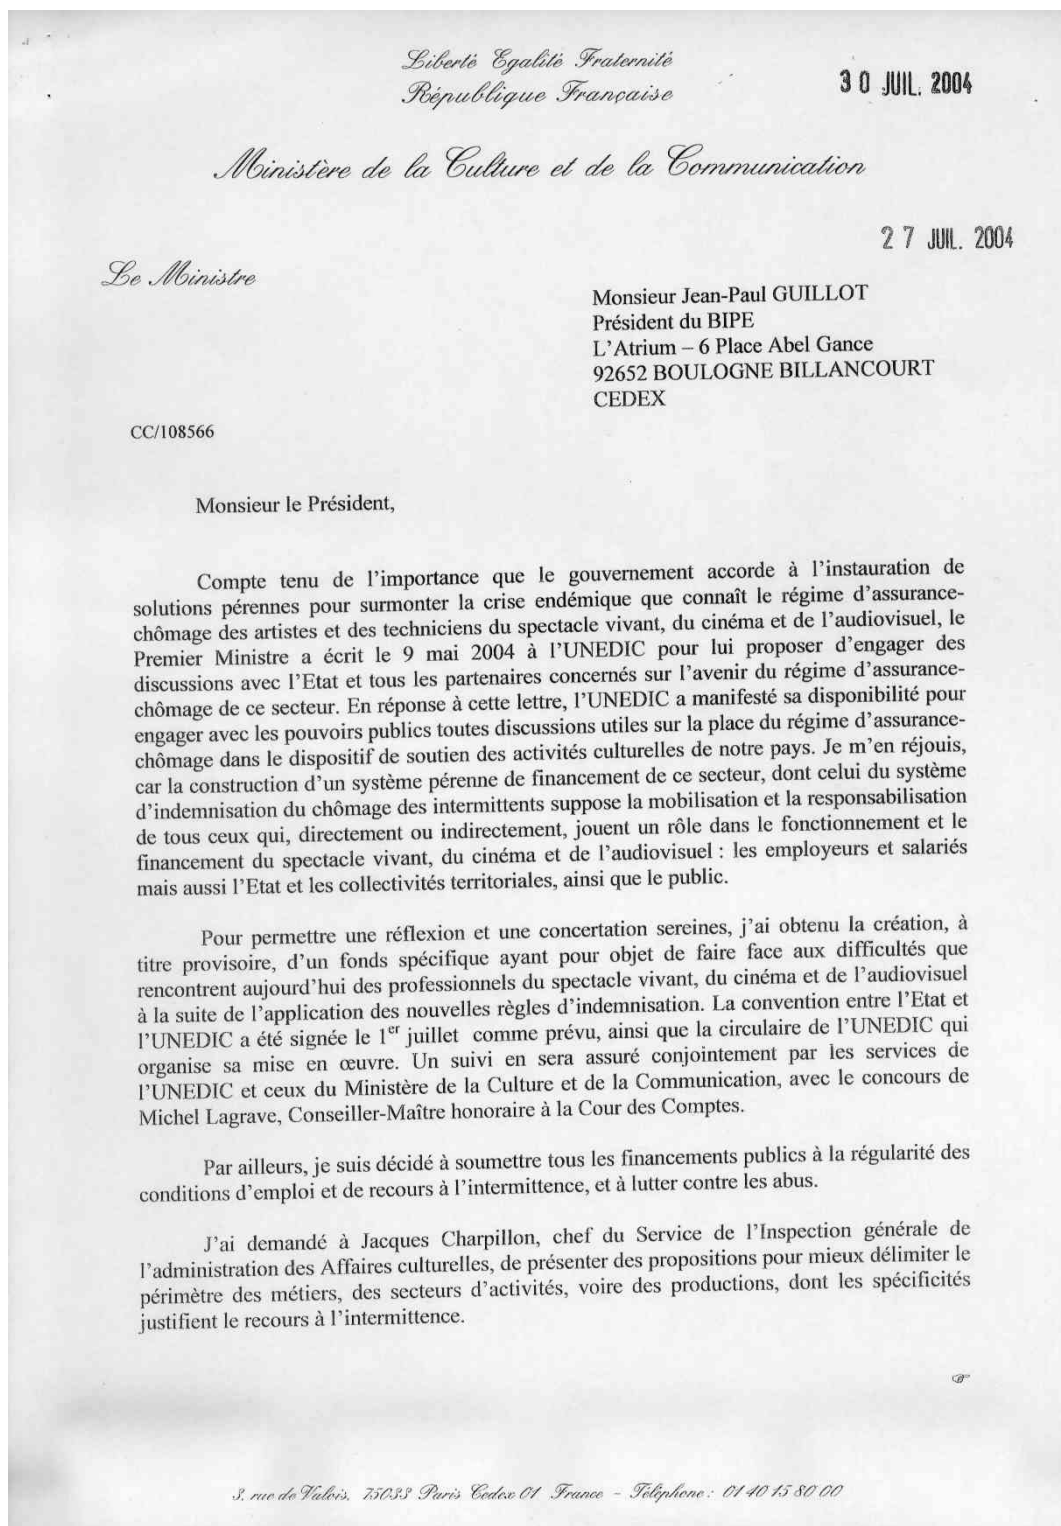 Liberté Egalité Fraternité
République Française
30 JUIL. 2004
Ministère de la Culture et de la Communication
27 JUIL. 2004
Le Ministre
Monsieur Jean-Paul GUILLOT
Président du BIPE
L'Atrium – 6 Place Abel Gance
92652 BOULOGNE BILLANCOURT
CEDEX
CC/108566
Monsieur le Président,
Compte tenu de l'importance que le gouvernement accorde à l'instauration de
solutions pérennes pour surmonter la crise endémique que connaît le régime d'assurance-
chômage des artistes et des techniciens du spectacle vivant, du cinéma et de l'audiovisuel, le
Premier Ministre a écrit le 9 mai 2004 à l'UNEDIC pour lui proposer d'engager des
discussions avec l'Etat et tous les partenaires concernés sur l'avenir du régime d'assurance-
chômage de ce secteur. En réponse à cette lettre, l'UNEDIC a manifesté sa disponibilité pour
engager avec les pouvoirs publics toutes discussions utiles sur la place du régime d'assurance-
chômage dans le dispositif de soutien des activités culturelles de notre pays. Je m'en réjouis,
car la construction d'un système pérenne de financement de ce secteur, dont celui du système
d'indemnisation du chômage des intermittents suppose la mobilisation et la responsabilisation
de tous ceux qui, directement ou indirectement, jouent un rôle dans le fonctionnement et le
financement du spectacle vivant, du cinéma et de l'audiovisuel : les employeurs et salariés
mais aussi l'Etat et les collectivités territoriales, ainsi que le public.
Pour permettre une réflexion et une concertation sereines, j'ai obtenu la création, à
titre provisoire, d'un fonds spécifique ayant pour objet de faire face aux difficultés que
rencontrent aujourd'hui des professionnels du spectacle vivant, du cinéma et de l'audiovisuel
à la suite de l'application des nouvelles règles d'indemnisation. La convention entre l'Etat et
l'UNEDIC a été signée le 1er juillet comme prévu, ainsi que la circulaire de l'UNEDIC qui
organise sa mise en œuvre. Un suivi en sera assuré conjointement par les services de
l'UNEDIC et ceux du Ministère de la Culture et de la Communication, avec le concours de
Michel Lagrave, Conseiller-Maître honoraire à la Cour des Comptes.
Par ailleurs, je suis décidé à soumettre tous les financements publics à la régularité des
conditions d'emploi et de recours à l'intermittence, et à lutter contre les abus.
J'ai demandé à Jacques Charpillon, chef du Service de l'Inspection générale de
l'administration des Affaires culturelles, de présenter des propositions pour mieux délimiter le
périmètre des métiers, des secteurs d'activités, voire des productions, dont les spécificités
justifient le recours à l'intermittence.
3, rue de Valois, 75033 Paris Cedex 01 France - Téléphone : 01 40 15 80 00